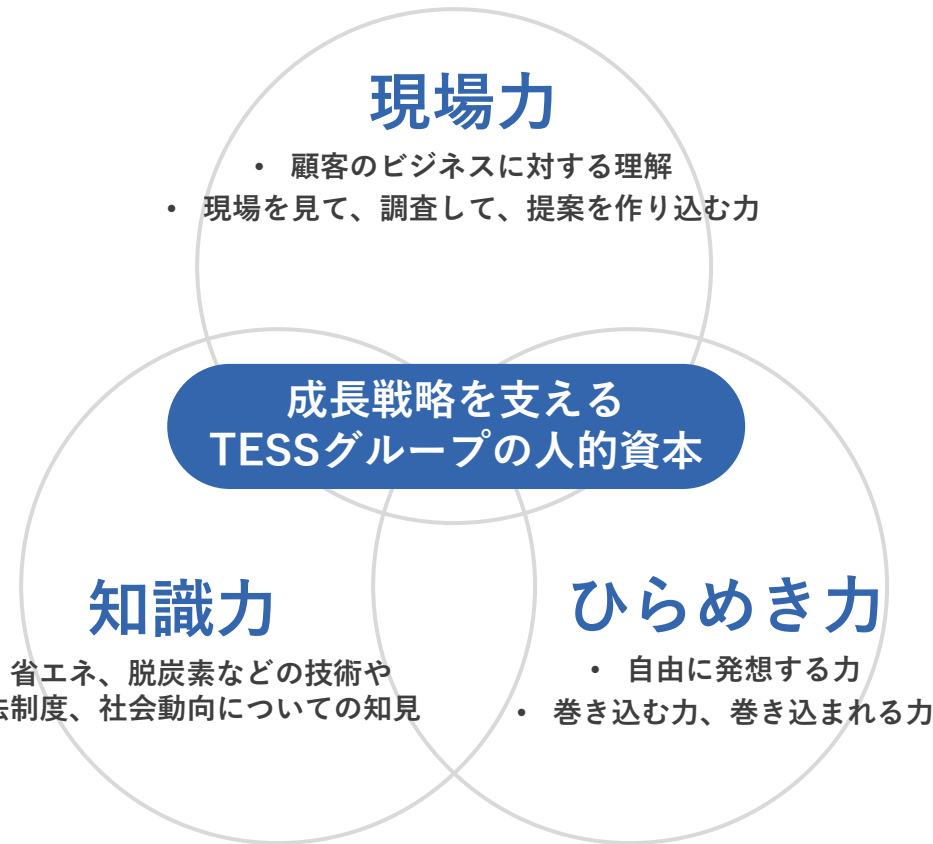 現場力
• 顧客のビジネスに対する理解
• 現場を見て、調査して、提案を作り込む力
成長戦略を支える
TESSグループの人的資本
知識力
省エネ、脱炭素などの技術や
制度、社会動向についての知見
ひらめき力
• 自由に発想する力
• 巻き込む力、巻き込まれる力